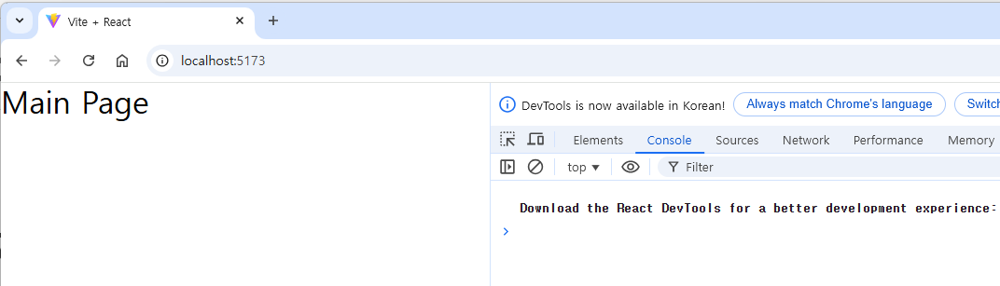 Vite + React
localhost:5173
Main Page
DevTools is now available in Korean! Always match Chrome's language Switch
Elements Console Sources Network Performance Memory
top Filter
Download the React DevTools for a better development experience: